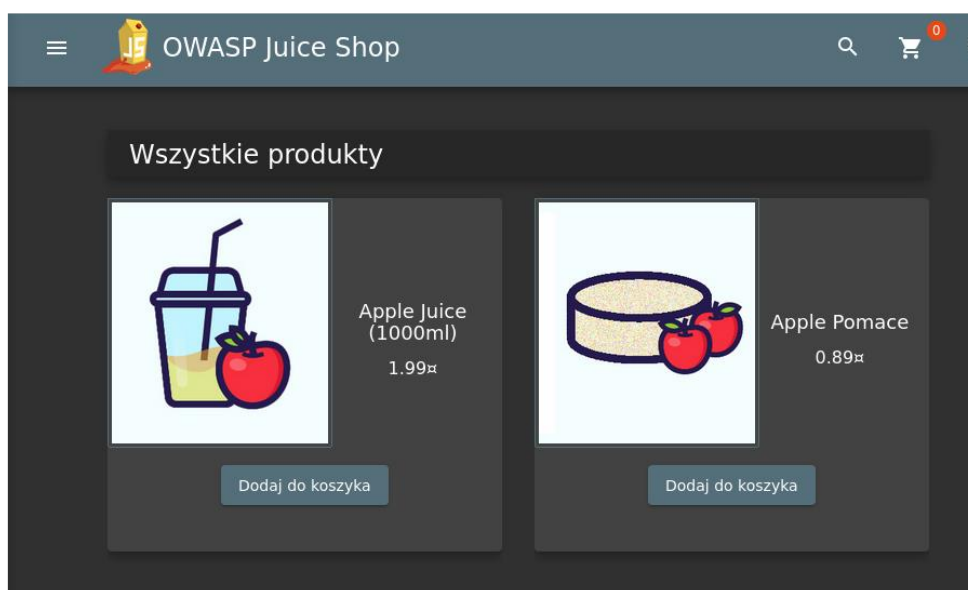 JS OWASP Juice Shop 0
Wszystkie produkty
Apple Juice
(1000ml)
1.99¤
Dodaj do koszyka
Apple Pomace
0.89¤
Dodaj do koszyka